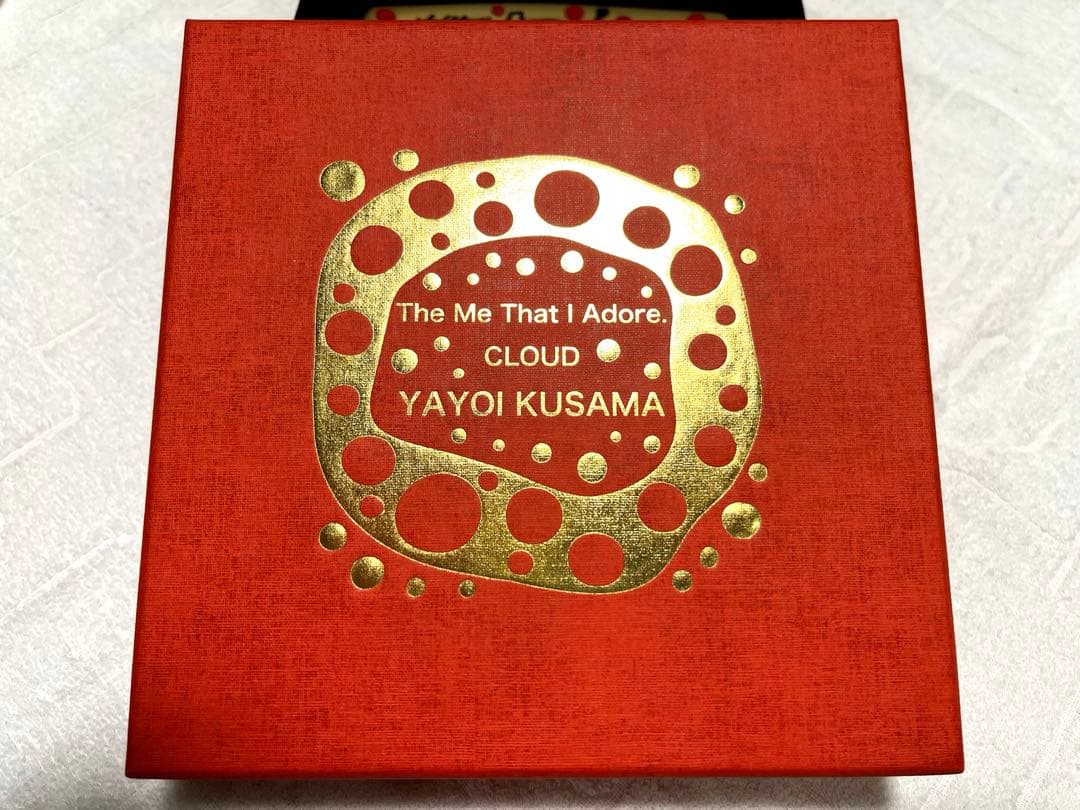 The Me That I Adore.
CLOUD
YAYOI KUSAMA